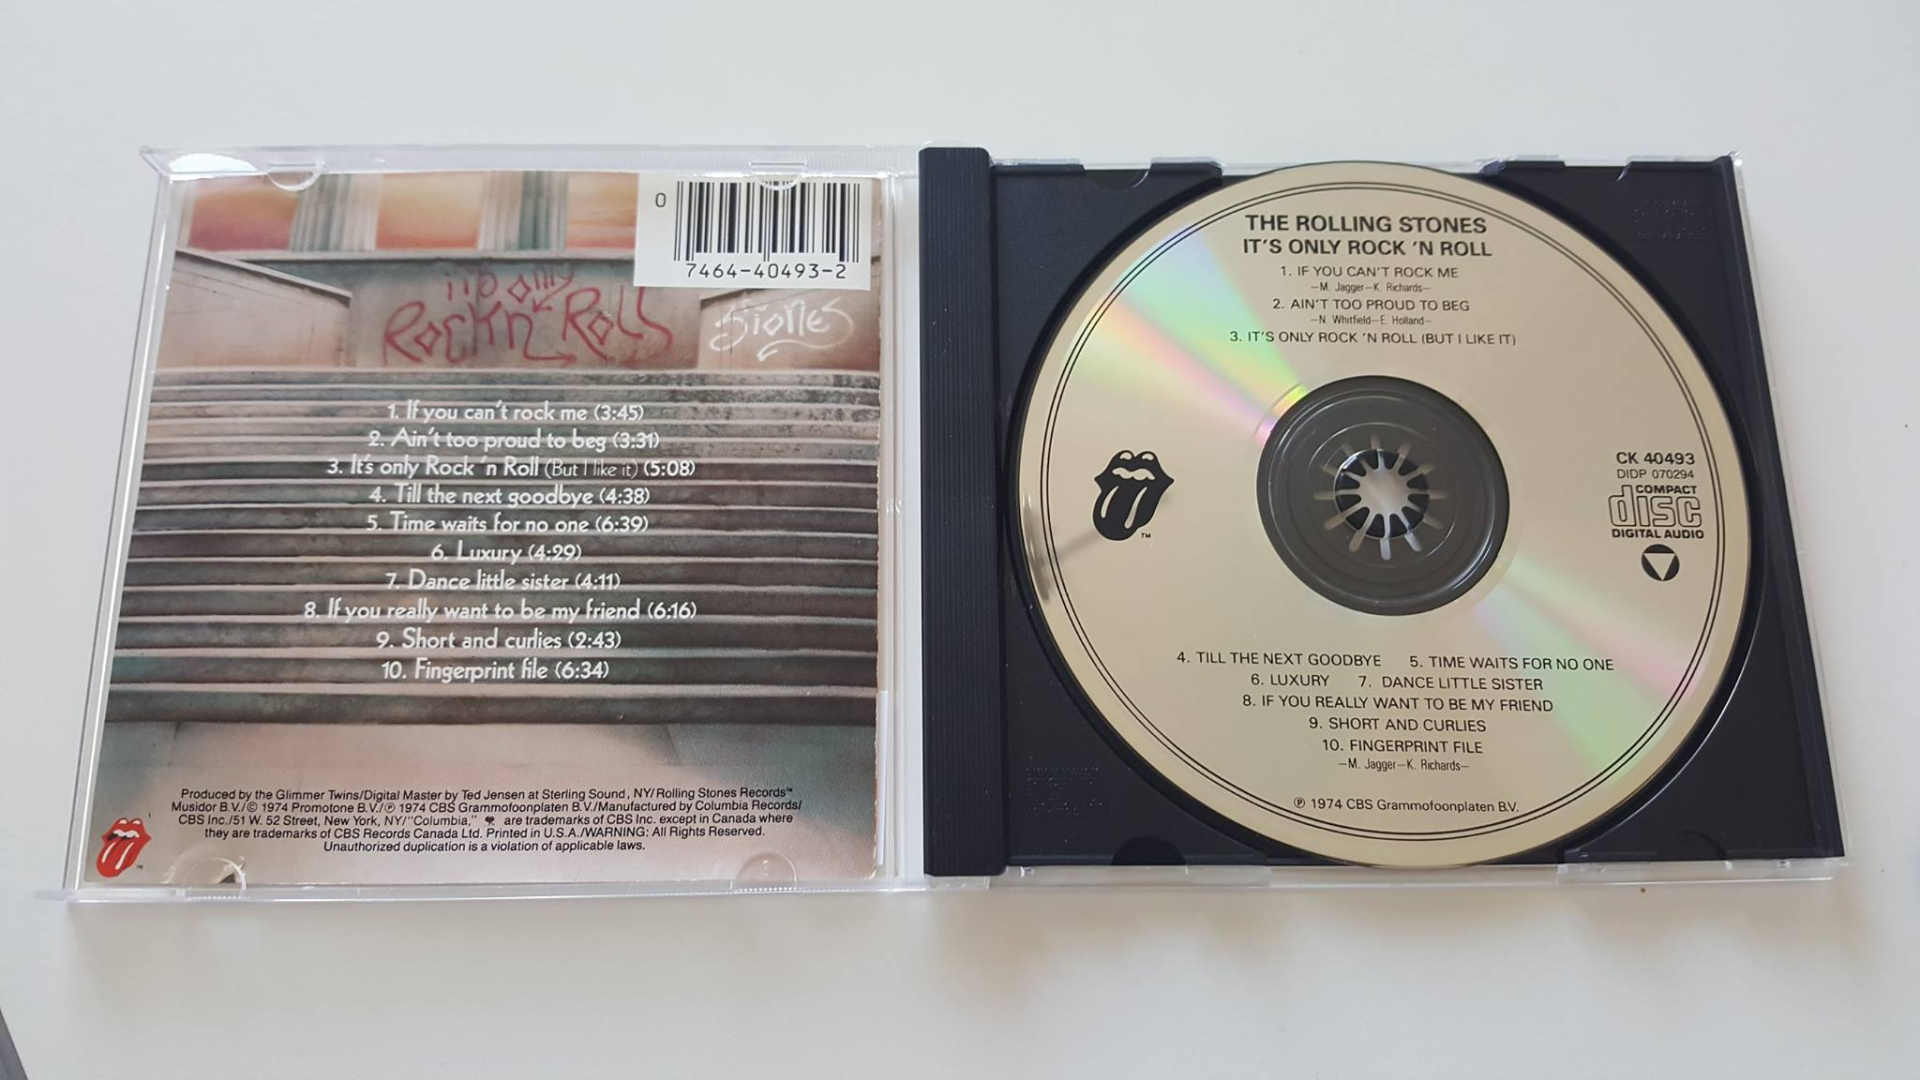 0
7464-40493-2
it's only
Rock'n Roll
Stones
1. If you can't rock me (3:45)
2. Ain't too proud to beg (3:31)
3. It's only Rock 'n Roll (But I like it) (5:08)
4. Till the next goodbye (4:38)
5. Time waits for no one (6:39)
6. Luxury (4:29)
7. Dance little sister (4:11)
8. If you really want to be my friend (6:16)
9. Short and curlies (2:43)
10. Fingerprint file (6:34)
Produced by the Glimmer Twins/Digital Master by Ted Jensen at Sterling Sound, NY/Rolling Stones Records™
Musidor B.V./© 1974 Promotone B.V./℗ 1974 CBS Grammofoonplaten B.V./Manufactured by Columbia Records/
CBS Inc./51 W. 52 Street, New York, NY/"Columbia," are trademarks of CBS Inc. except in Canada where
they are trademarks of CBS Records Canada Ltd. Printed in U.S.A./WARNING: All Rights Reserved.
Unauthorized duplication is a violation of applicable laws.
THE ROLLING STONES
IT'S ONLY ROCK 'N ROLL
1. IF YOU CAN'T ROCK ME
—M. Jagger—K. Richards—
2. AIN'T TOO PROUD TO BEG
—N. Whitfield—E. Holland—
3. IT'S ONLY ROCK 'N ROLL (BUT I LIKE IT)
TM
CK 40493
DIDP 070294
COMPACT
disc
DIGITAL AUDIO
4. TILL THE NEXT GOODBYE 5. TIME WAITS FOR NO ONE
6. LUXURY 7. DANCE LITTLE SISTER
8. IF YOU REALLY WANT TO BE MY FRIEND
9. SHORT AND CURLIES
10. FINGERPRINT FILE
—M. Jagger—K. Richards—
℗ 1974 CBS Grammofoonplaten B.V.